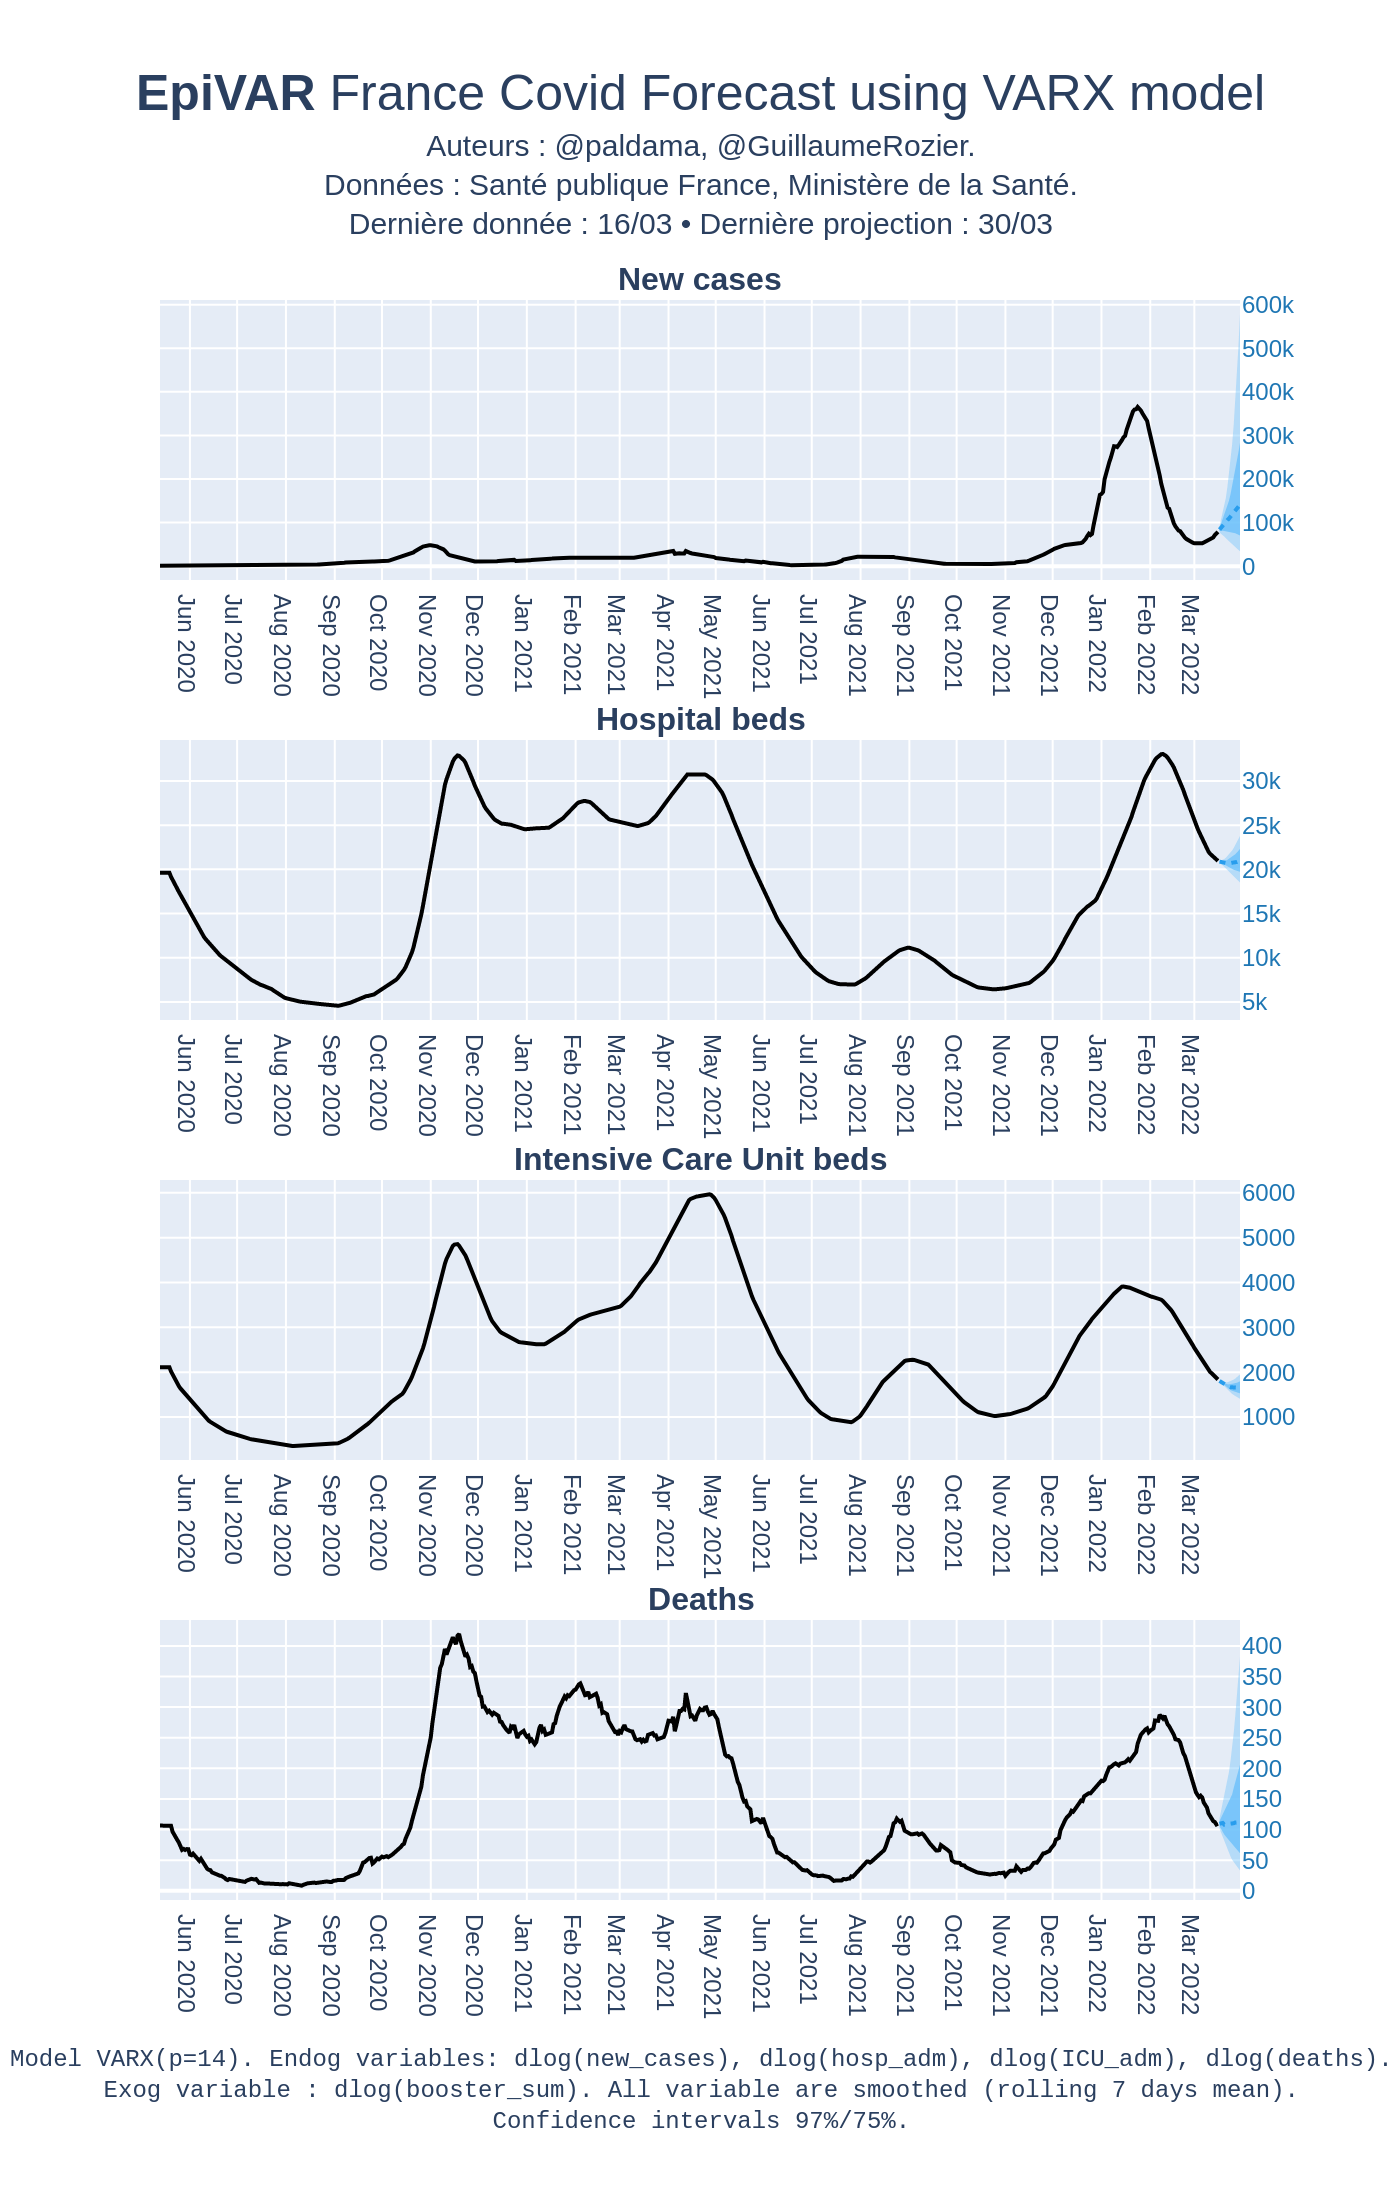 EpiVAR France Covid Forecast using VARX model
Auteurs : @paldama, @GuillaumeRozier.
Données : Santé publique France, Ministère de la Santé.
Dernière donnée : 16/03 • Dernière projection : 30/03
New cases
600k
500k
400k
300k
200k
100k
0
Jun 2020
Jul 2020
Aug 2020
Sep 2020
Oct 2020
Nov 2020
Dec 2020
Jan 2021
Feb 2021
Mar 2021
Apr 2021
May 2021
Jun 2021
Jul 2021
Aug 2021
Sep 2021
Oct 2021
Nov 2021
Dec 2021
Jan 2022
Feb 2022
Mar 2022
Hospital beds
30k
25k
20k
15k
10k
5k
Jun 2020
Jul 2020
Aug 2020
Sep 2020
Oct 2020
Nov 2020
Dec 2020
Jan 2021
Feb 2021
Mar 2021
Apr 2021
May 2021
Jun 2021
Jul 2021
Aug 2021
Sep 2021
Oct 2021
Nov 2021
Dec 2021
Jan 2022
Feb 2022
Mar 2022
Intensive Care Unit beds
6000
5000
4000
3000
2000
1000
Jun 2020
Jul 2020
Aug 2020
Sep 2020
Oct 2020
Nov 2020
Dec 2020
Jan 2021
Feb 2021
Mar 2021
Apr 2021
May 2021
Jun 2021
Jul 2021
Aug 2021
Sep 2021
Oct 2021
Nov 2021
Dec 2021
Jan 2022
Feb 2022
Mar 2022
Deaths
400
350
300
250
200
150
100
50
0
Jun 2020
Jul 2020
Aug 2020
Sep 2020
Oct 2020
Nov 2020
Dec 2020
Jan 2021
Feb 2021
Mar 2021
Apr 2021
May 2021
Jun 2021
Jul 2021
Aug 2021
Sep 2021
Oct 2021
Nov 2021
Dec 2021
Jan 2022
Feb 2022
Mar 2022
Model VARX(p=14). Endog variables: dlog(new_cases), dlog(hosp_adm), dlog(ICU_adm), dlog(deaths).
Exog variable : dlog(booster_sum). All variable are smoothed (rolling 7 days mean).
Confidence intervals 97%/75%.